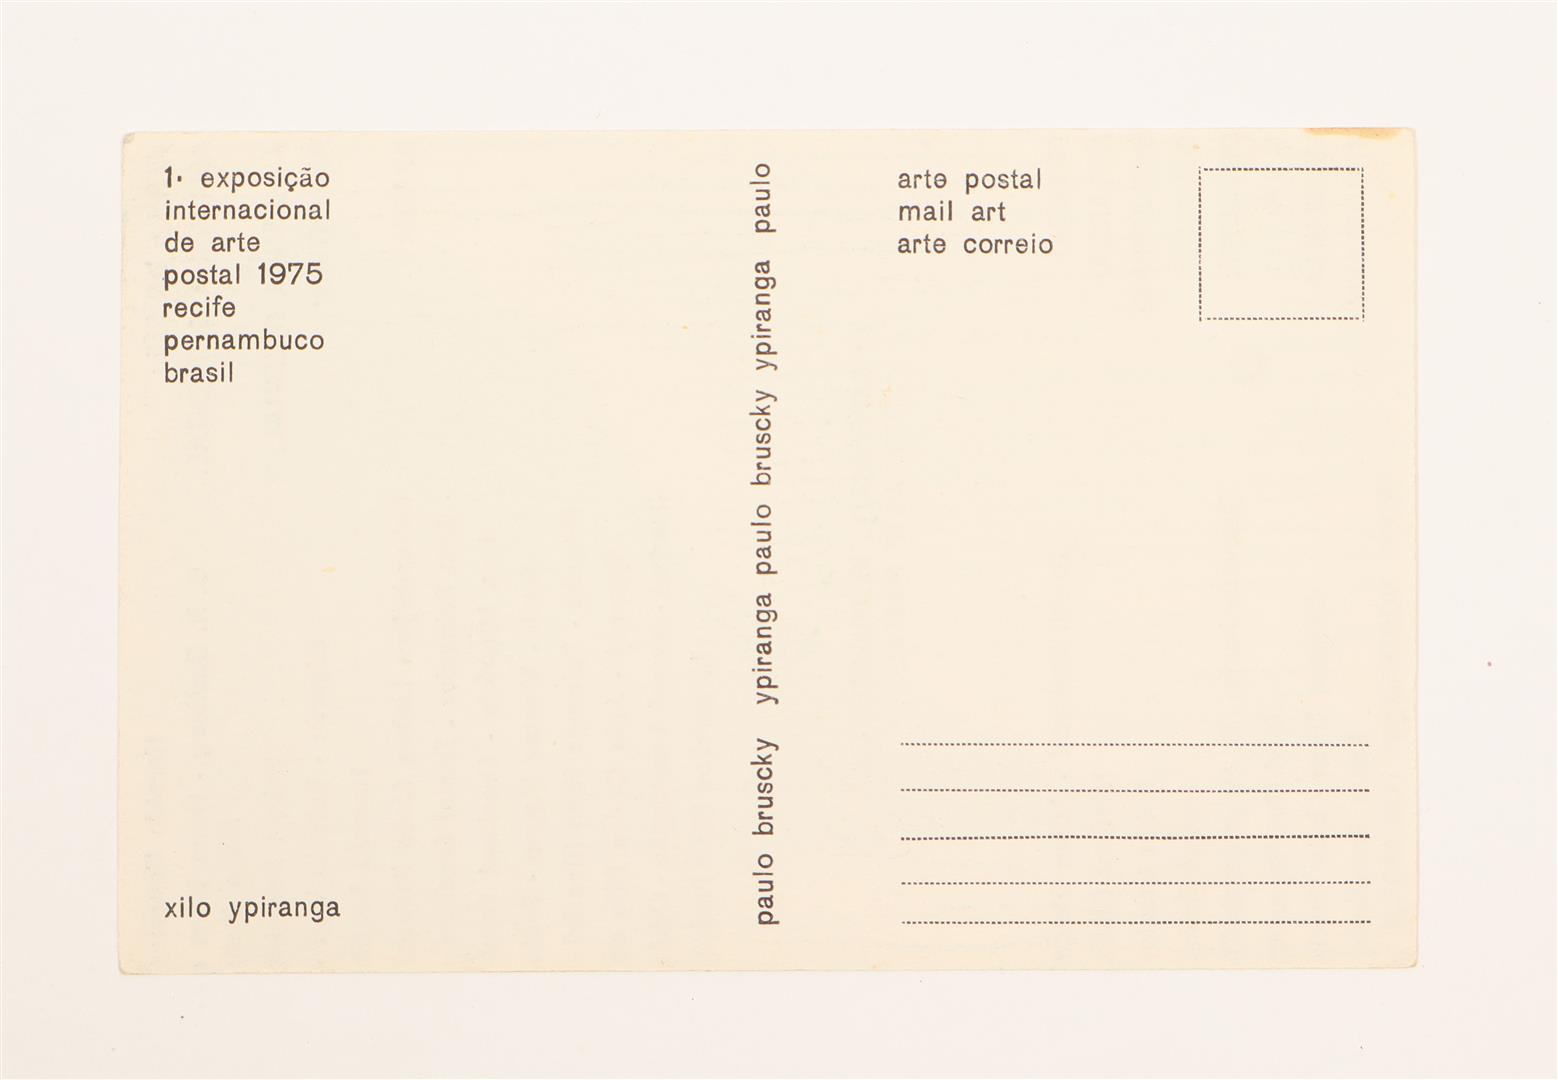 1· exposição
internacional
de arte
postal 1975
recife
pernambuco
brasil
xilo ypiranga
paulo bruscky ypiranga paulo bruscky ypiranga paulo
arte postal
mail art
arte correio